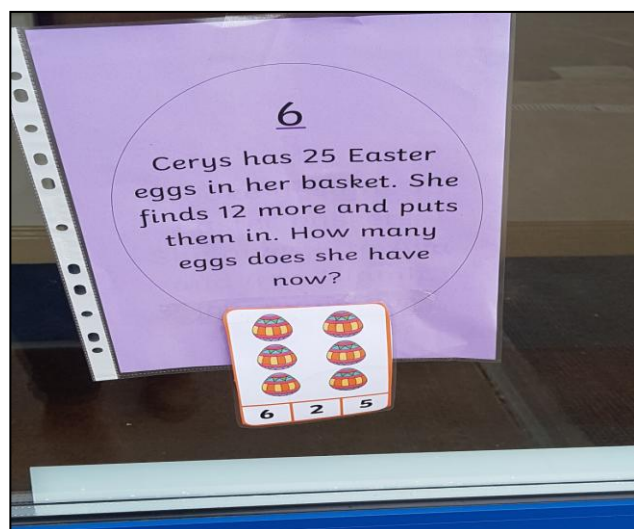 6
Cerys has 25 Easter
eggs in her basket. She
finds 12 more and puts
them in. How many
eggs does she have
now?
6 2 5